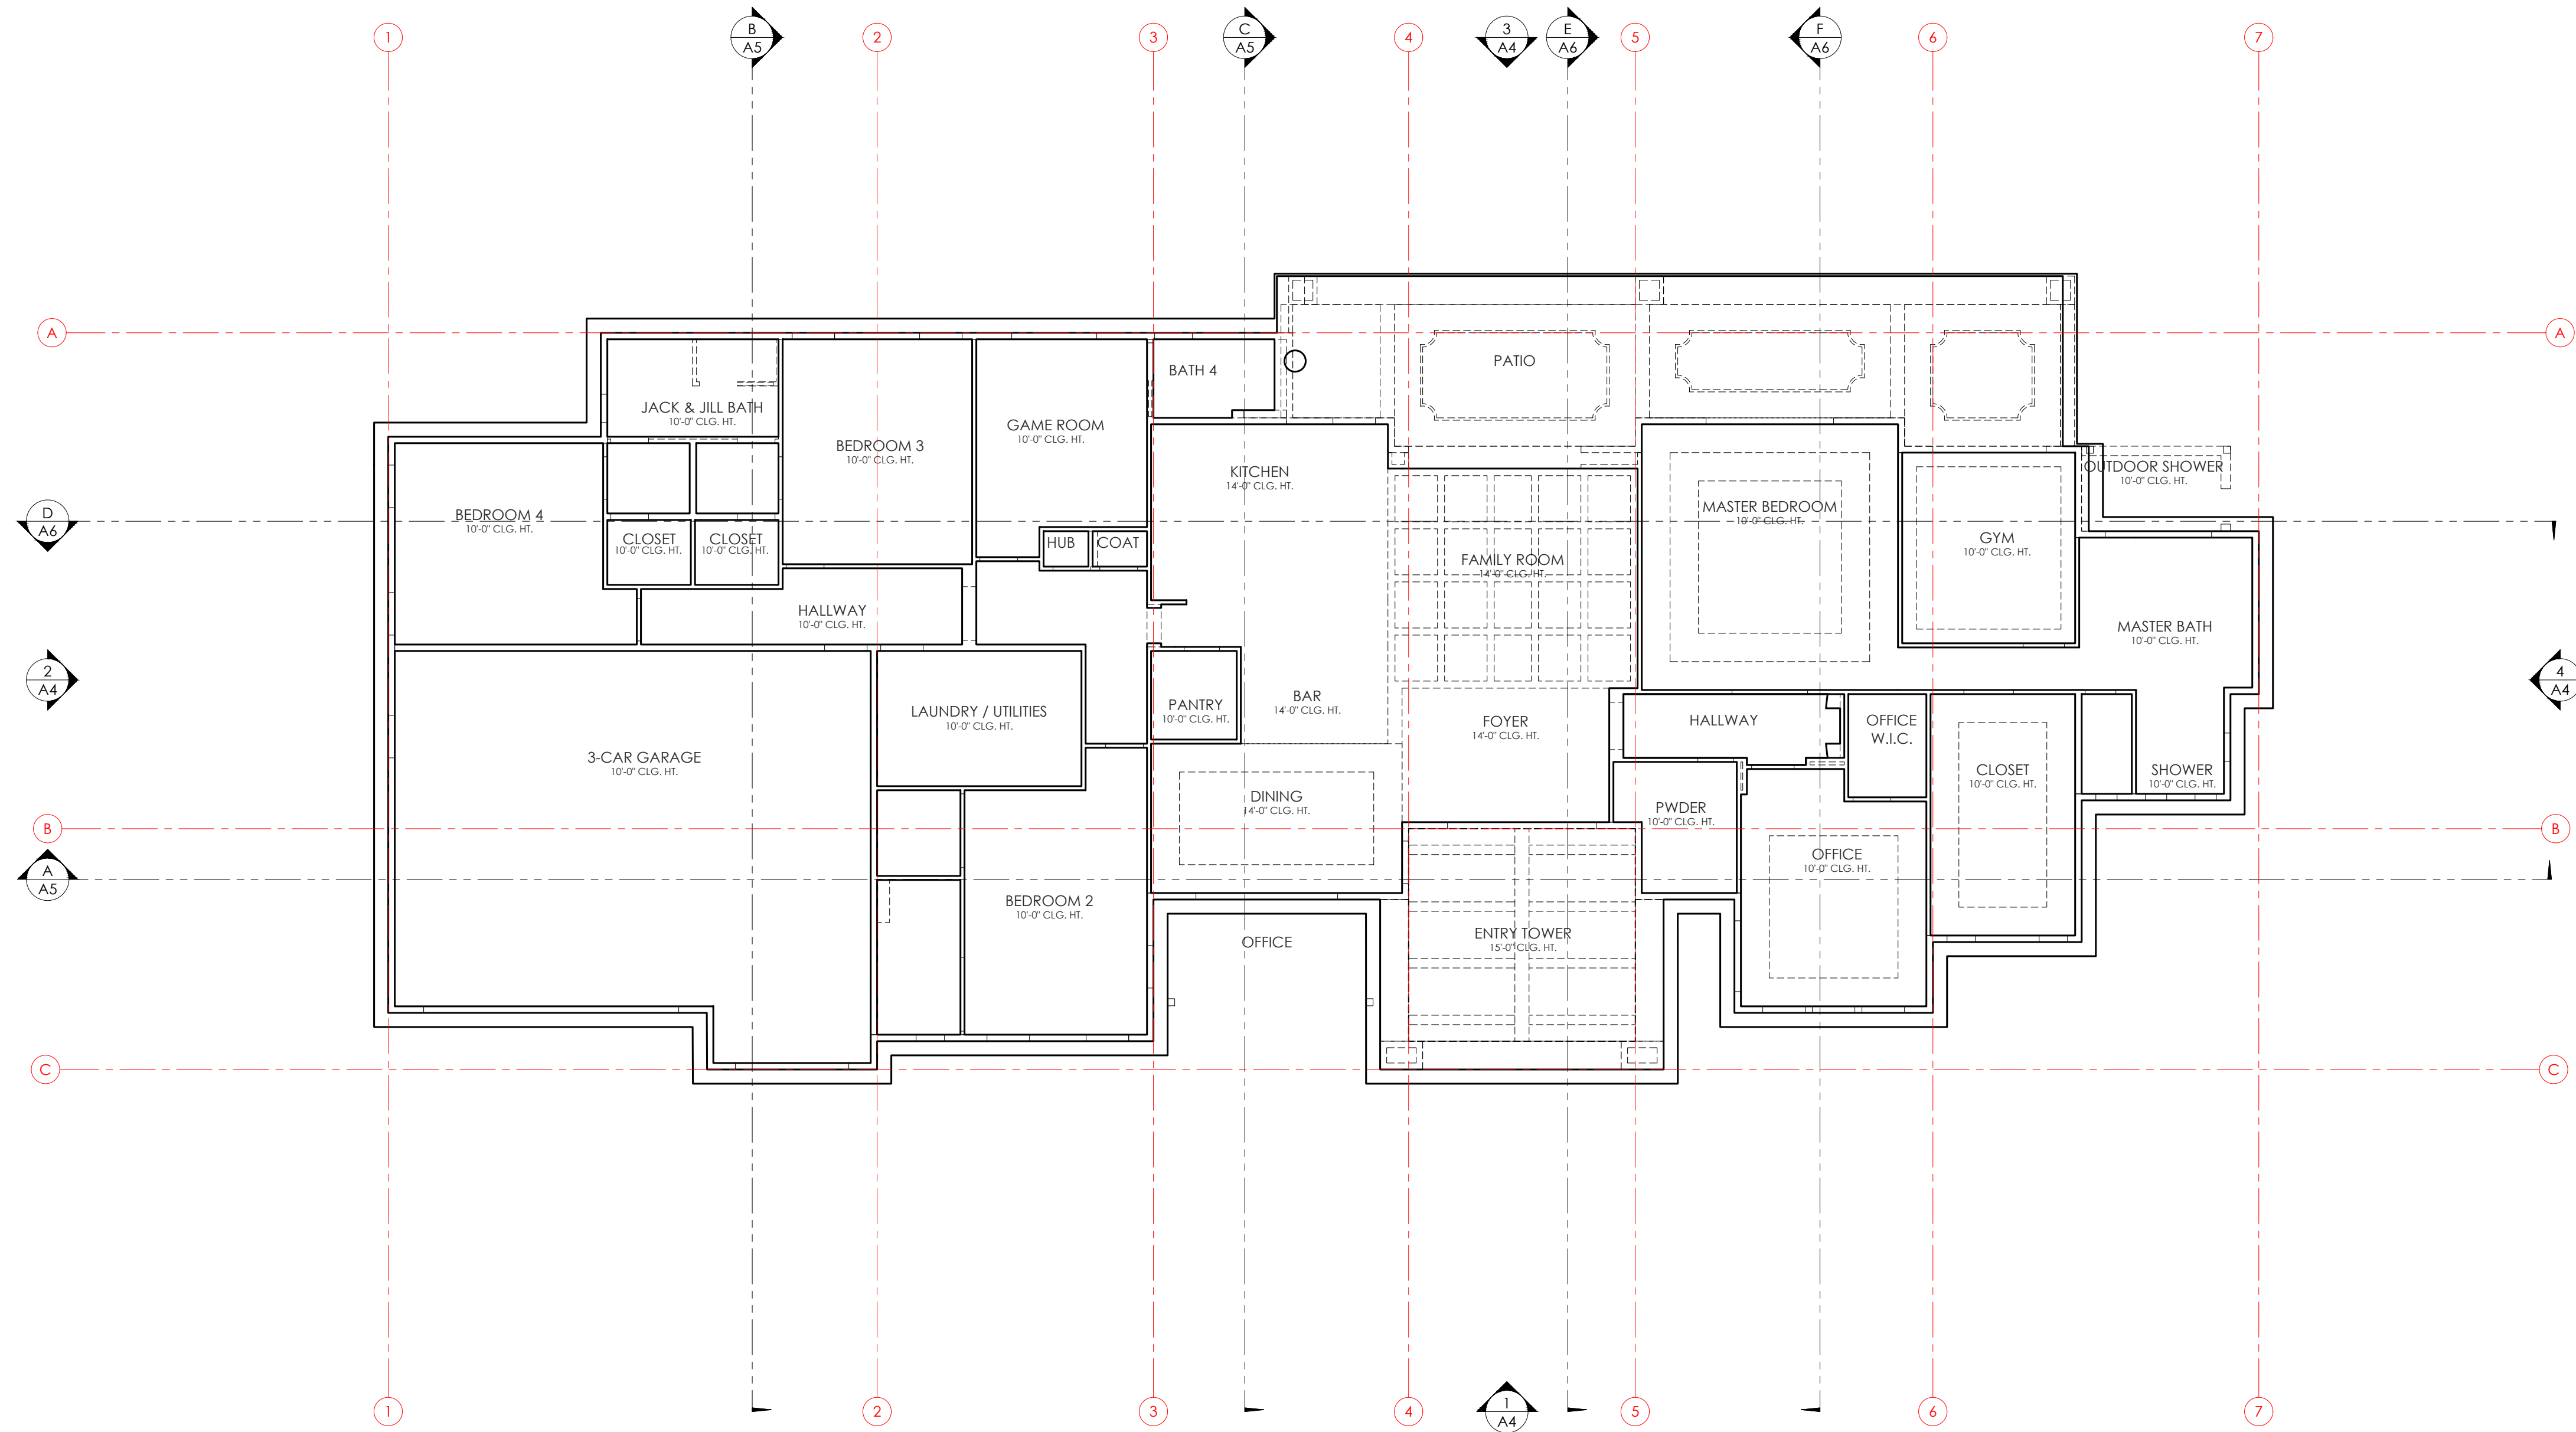 1
B
A5
2
3
C
A5
4
3
A4
E
A6
5
F
A6
6
7
A
A
PATIO
BATH 4
JACK & JILL BATH
10'-0" CLG. HT.
GAME ROOM
10'-0" CLG. HT.
BEDROOM 3
10'-0" CLG. HT.
KITCHEN
14'-0" CLG. HT.
OUTDOOR SHOWER
10'-0" CLG. HT.
MASTER BEDROOM
10'-0" CLG. HT.
D
A6
BEDROOM 4
10'-0" CLG. HT.
CLOSET
10'-0" CLG. HT.
CLOSET
10'-0" CLG. HT.
HUB
COAT
GYM
10'-0" CLG. HT.
FAMILY ROOM
14'-0" CLG. HT.
HALLWAY
10'-0" CLG. HT.
MASTER BATH
10'-0" CLG. HT.
2
A4
4
A4
BAR
14'-0" CLG. HT.
PANTRY
10'-0" CLG. HT.
LAUNDRY / UTILITIES
10'-0" CLG. HT.
FOYER
14'-0" CLG. HT.
HALLWAY
OFFICE
W.I.C.
3-CAR GARAGE
10'-0" CLG. HT.
CLOSET
10'-0" CLG. HT.
SHOWER
10'-0" CLG. HT.
DINING
14'-0" CLG. HT.
PWDER
10'-0" CLG. HT.
B
B
OFFICE
10'-0" CLG. HT.
A
A5
BEDROOM 2
10'-0" CLG. HT.
ENTRY TOWER
15'-0" CLG. HT.
OFFICE
C
C
1
2
3
4
1
A4
5
6
7